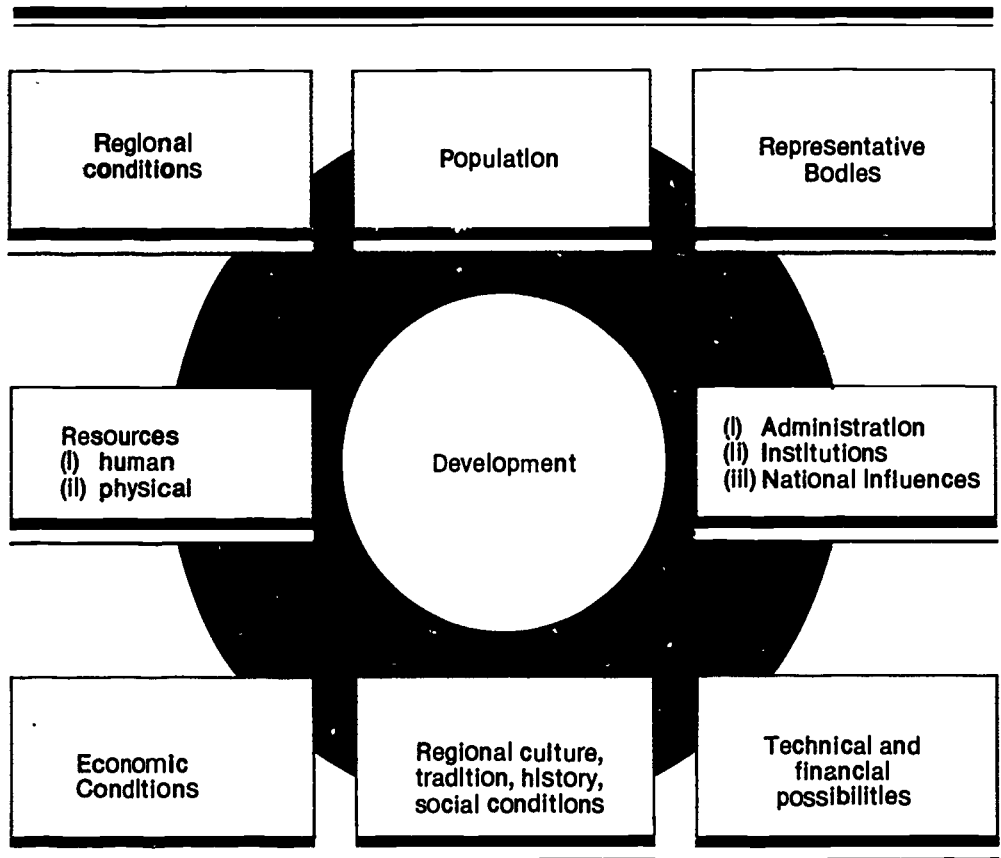 Regional
conditions
Population
Representative
Bodies
Resources
(i) human
(ii) physical
Development
(i) Administration
(ii) Institutions
(iii) National Influences
Economic
Conditions
Regional culture,
tradition, history,
social conditions
Technical and
financial
possibilities